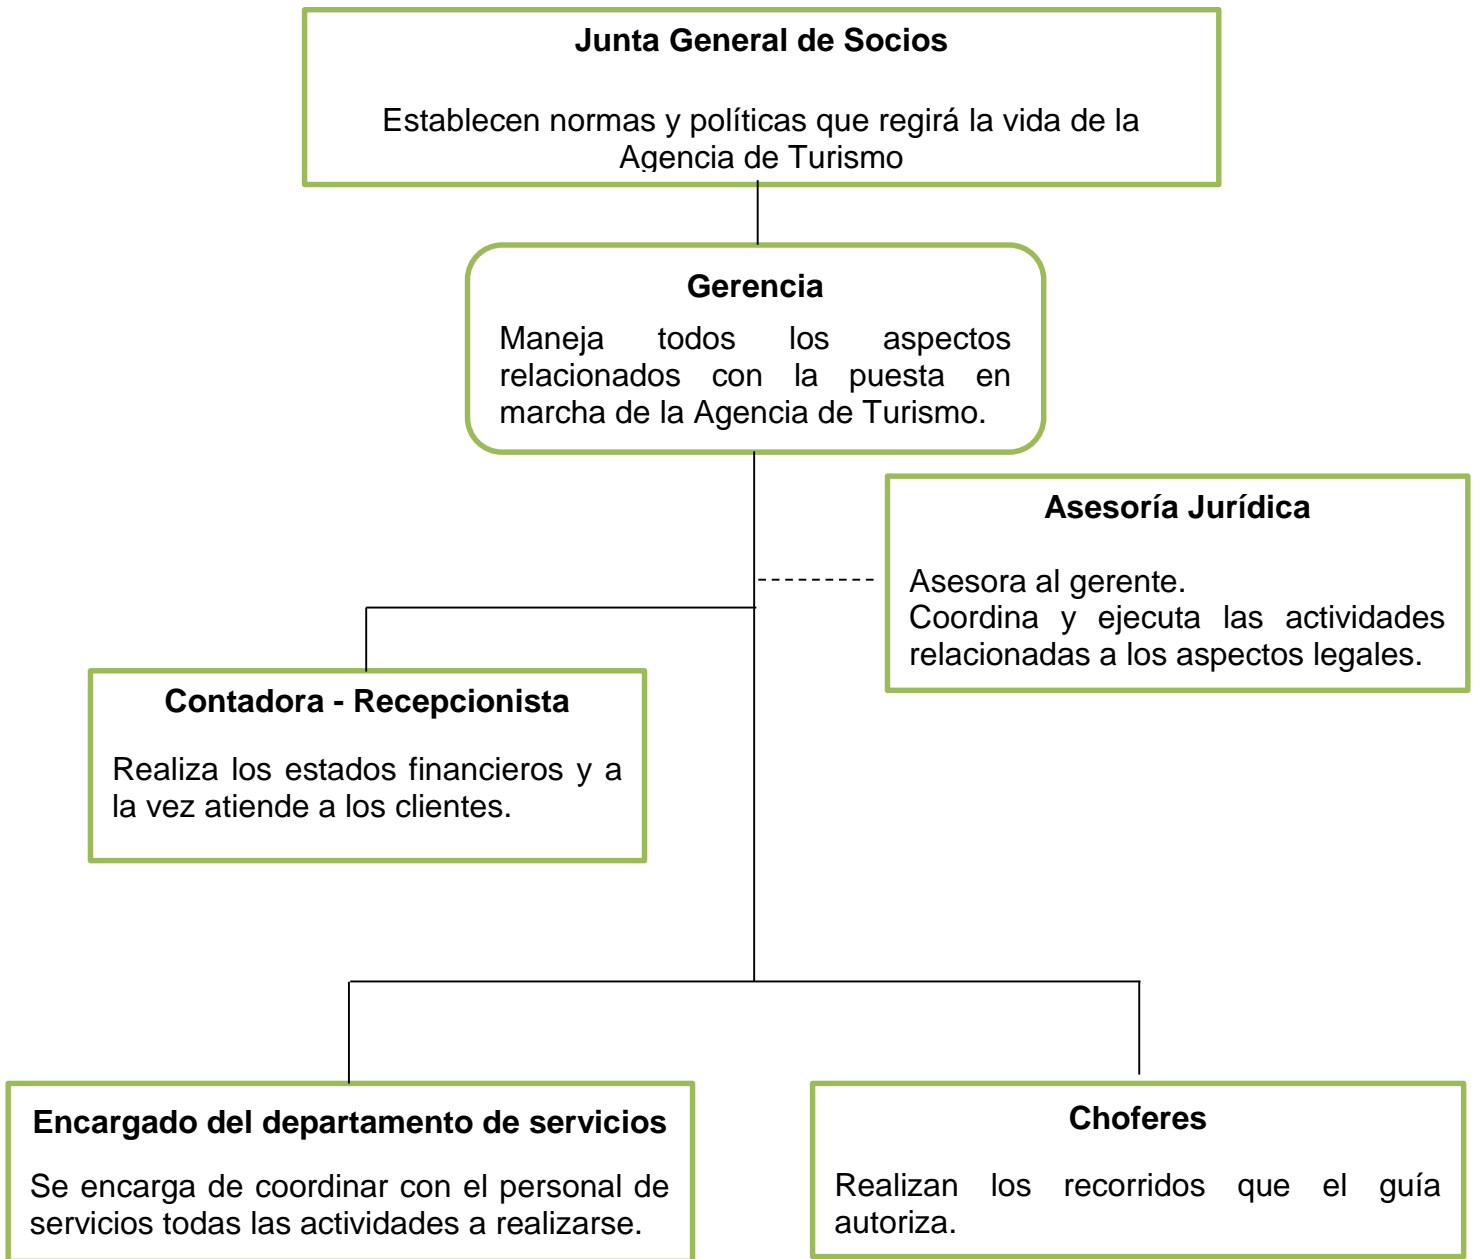 Junta General de Socios
Establecen normas y políticas que regirá la vida de la
Agencia de Turismo
Gerencia
Maneja todos los aspectos
relacionados con la puesta en
marcha de la Agencia de Turismo.
Asesoría Jurídica
Asesora al gerente.
Coordina y ejecuta las actividades
relacionadas a los aspectos legales.
Contadora - Recepcionista
Realiza los estados financieros y a
la vez atiende a los clientes.
Encargado del departamento de servicios
Se encarga de coordinar con el personal de
servicios todas las actividades a realizarse.
Choferes
Realizan los recorridos que el guía
autoriza.